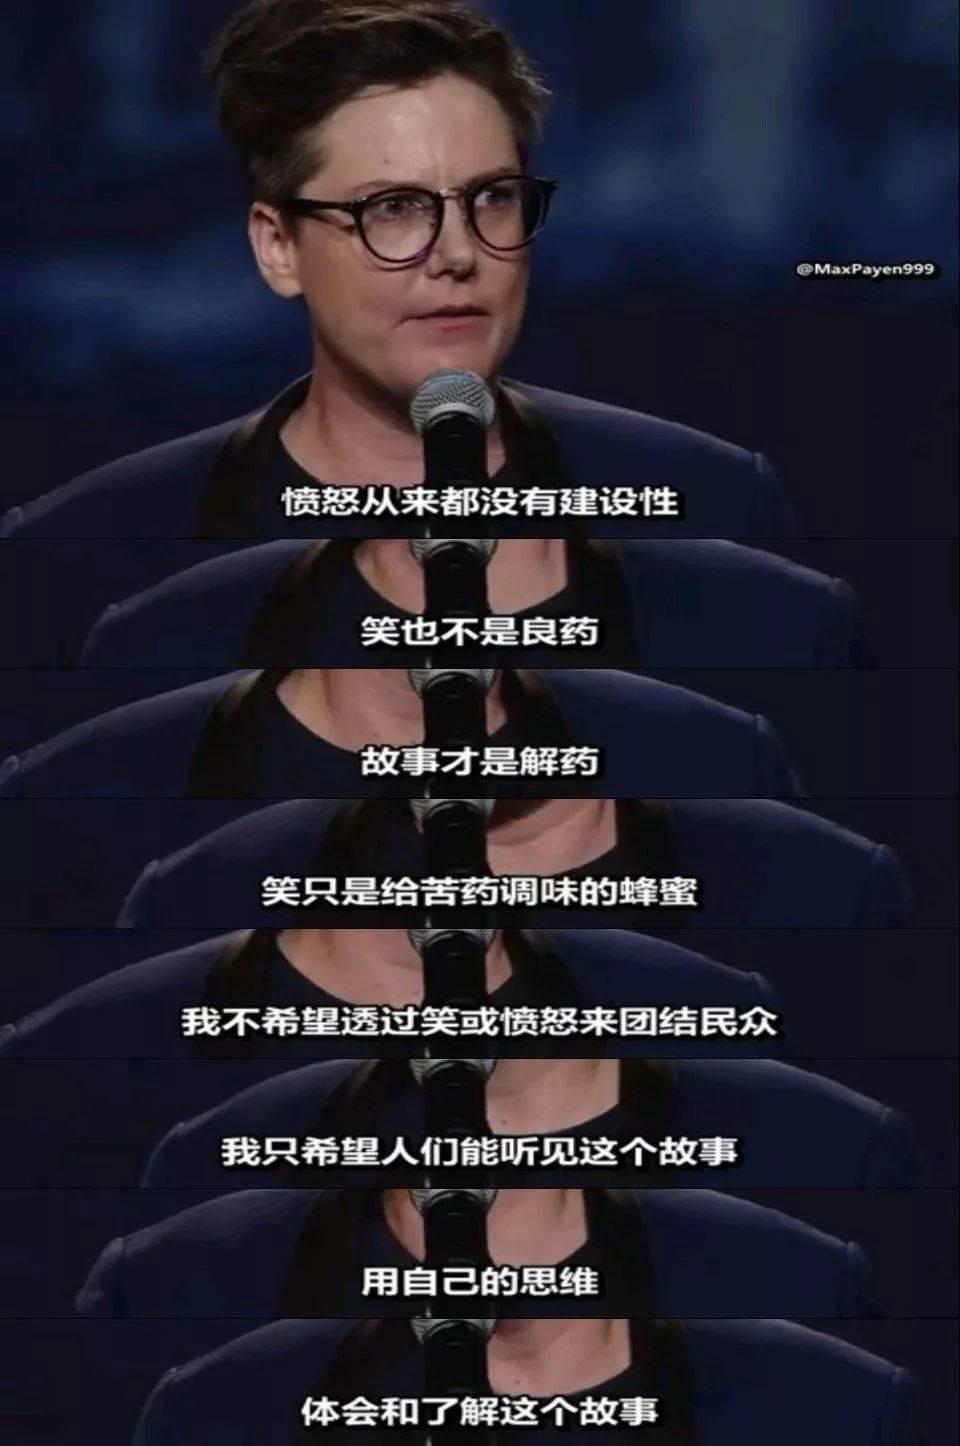 @MaxPayen999
愤怒从来都没有建设性
笑也不是良药
故事才是解药
笑只是给苦药调味的蜂蜜
我不希望透过笑或愤怒来团结民众
我只希望人们能听见这个故事
用自己的思维
体会和了解这个故事